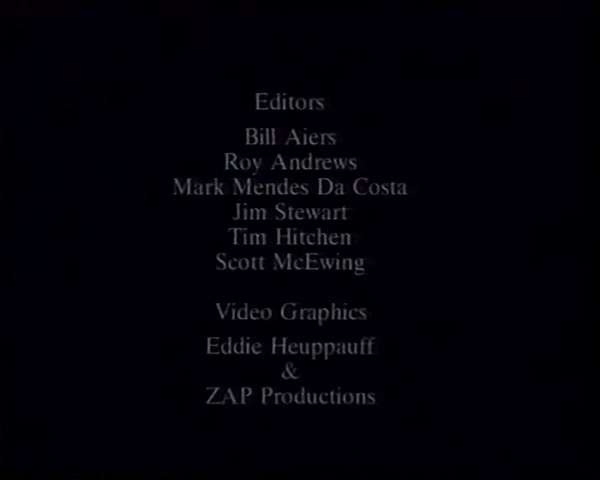 Editors
Bill Aiers
Roy Andrews
Mark Mendes Da Costa
Jim Stewart
Tim Hitchen
Scott McEwing
Video Graphics
Eddie Heuppauff
&
ZAP Productions